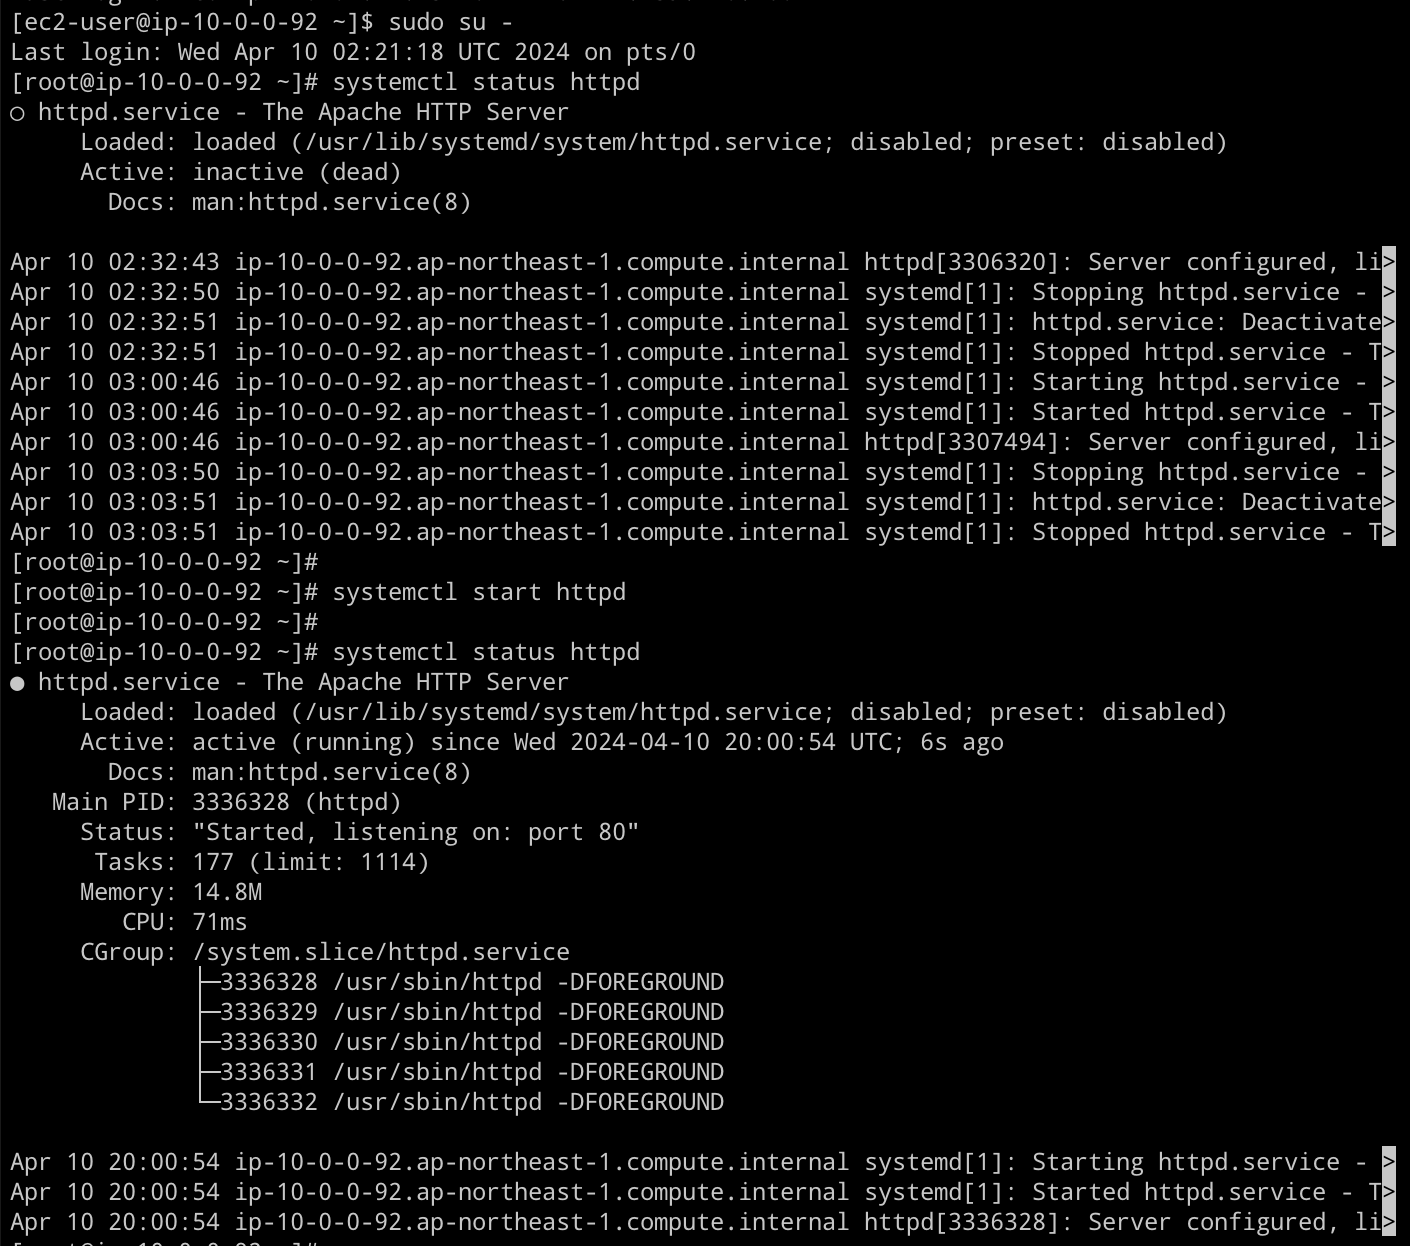 [ec2-user@ip-10-0-0-92 ~]$ sudo su -
Last login: Wed Apr 10 02:21:18 UTC 2024 on pts/0
[root@ip-10-0-0-92 ~]# systemctl status httpd
○ httpd.service - The Apache HTTP Server
     Loaded: loaded (/usr/lib/systemd/system/httpd.service; disabled; preset: disabled)
     Active: inactive (dead)
       Docs: man:httpd.service(8)

Apr 10 02:32:43 ip-10-0-0-92.ap-northeast-1.compute.internal httpd[3306320]: Server configured, li>
Apr 10 02:32:50 ip-10-0-0-92.ap-northeast-1.compute.internal systemd[1]: Stopping httpd.service - >
Apr 10 02:32:51 ip-10-0-0-92.ap-northeast-1.compute.internal systemd[1]: httpd.service: Deactivate>
Apr 10 02:32:51 ip-10-0-0-92.ap-northeast-1.compute.internal systemd[1]: Stopped httpd.service - T>
Apr 10 03:00:46 ip-10-0-0-92.ap-northeast-1.compute.internal systemd[1]: Starting httpd.service - >
Apr 10 03:00:46 ip-10-0-0-92.ap-northeast-1.compute.internal systemd[1]: Started httpd.service - T>
Apr 10 03:00:46 ip-10-0-0-92.ap-northeast-1.compute.internal httpd[3307494]: Server configured, li>
Apr 10 03:03:50 ip-10-0-0-92.ap-northeast-1.compute.internal systemd[1]: Stopping httpd.service - >
Apr 10 03:03:51 ip-10-0-0-92.ap-northeast-1.compute.internal systemd[1]: httpd.service: Deactivate>
Apr 10 03:03:51 ip-10-0-0-92.ap-northeast-1.compute.internal systemd[1]: Stopped httpd.service - T>
[root@ip-10-0-0-92 ~]#
[root@ip-10-0-0-92 ~]# systemctl start httpd
[root@ip-10-0-0-92 ~]#
[root@ip-10-0-0-92 ~]# systemctl status httpd
● httpd.service - The Apache HTTP Server
     Loaded: loaded (/usr/lib/systemd/system/httpd.service; disabled; preset: disabled)
     Active: active (running) since Wed 2024-04-10 20:00:54 UTC; 6s ago
       Docs: man:httpd.service(8)
   Main PID: 3336328 (httpd)
     Status: "Started, listening on: port 80"
      Tasks: 177 (limit: 1114)
     Memory: 14.8M
        CPU: 71ms
     CGroup: /system.slice/httpd.service
             ├─3336328 /usr/sbin/httpd -DFOREGROUND
             ├─3336329 /usr/sbin/httpd -DFOREGROUND
             ├─3336330 /usr/sbin/httpd -DFOREGROUND
             ├─3336331 /usr/sbin/httpd -DFOREGROUND
             └─3336332 /usr/sbin/httpd -DFOREGROUND

Apr 10 20:00:54 ip-10-0-0-92.ap-northeast-1.compute.internal systemd[1]: Starting httpd.service - >
Apr 10 20:00:54 ip-10-0-0-92.ap-northeast-1.compute.internal systemd[1]: Started httpd.service - T>
Apr 10 20:00:54 ip-10-0-0-92.ap-northeast-1.compute.internal httpd[3336328]: Server configured, li>